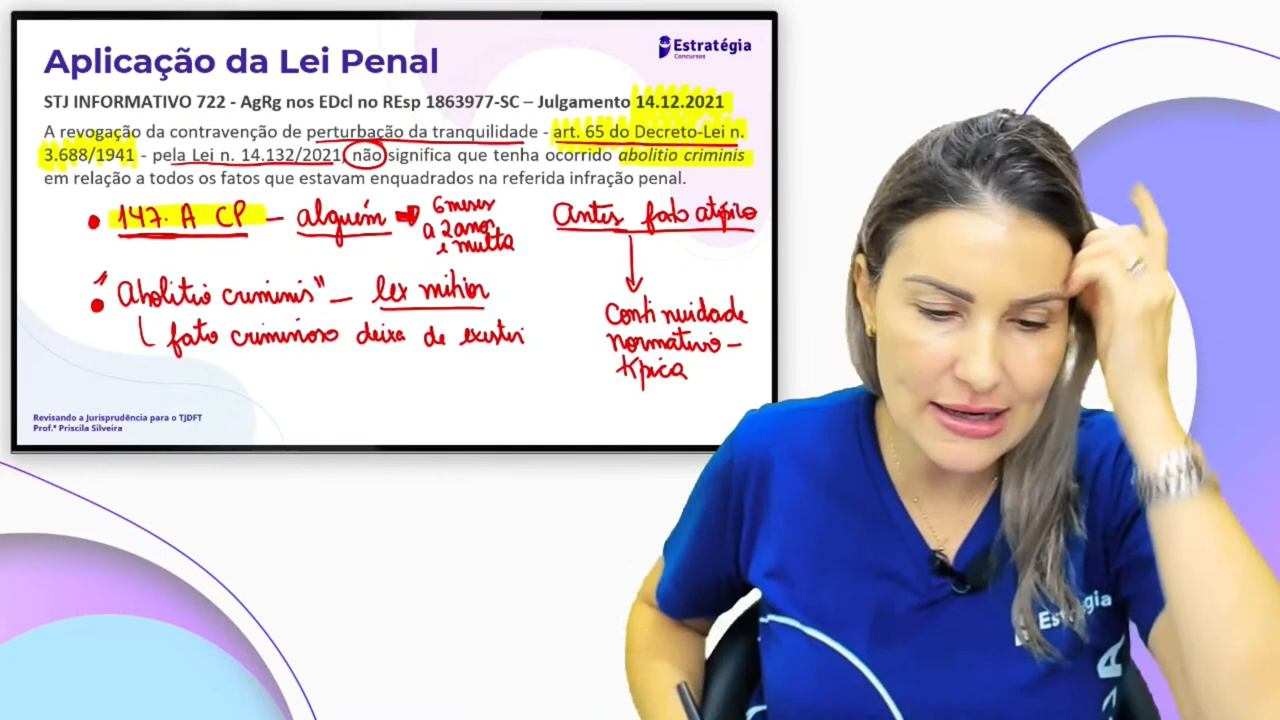 Aplicação da Lei Penal
Estratégia
Concursos
STJ INFORMATIVO 722 - AgRg nos EDcl no REsp 1863977-SC – Julgamento 14.12.2021
A revogação da contravenção de perturbação da tranquilidade - art. 65 do Decreto-Lei n.
3.688/1941 - pela Lei n. 14.132/2021, não significa que tenha ocorrido abolitio criminis
em relação a todos os fatos que estavam enquadrados na referida infração penal.
147. A CP - alguém → 6 meses
a 2 anos
e multa
Antes fato atípico
"Abolitio criminis" - lex mitior
fato criminoso deixa de existir
Conti nuidade
normativo -
típica
Revisando a Jurisprudência para o TJDFT
Prof.ª Priscila Silveira
Estratégia